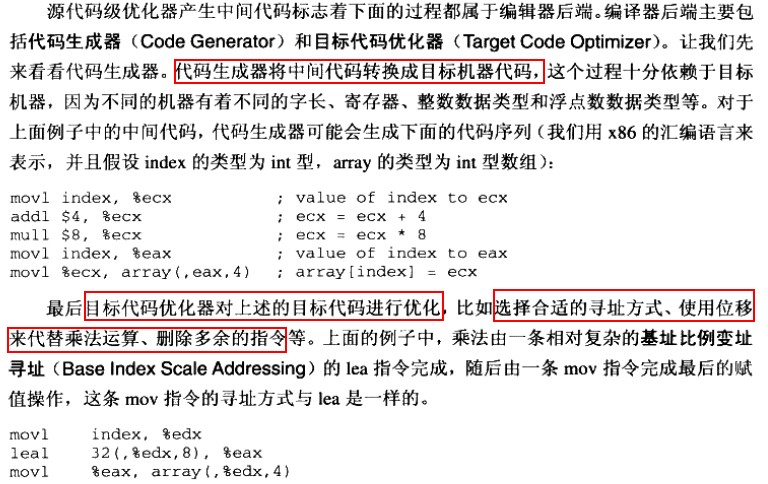 源代码级优化器产生中间代码标志着下面的过程都属于编辑器后端。编译器后端主要包
括代码生成器（Code Generator）和目标代码优化器（Target Code Optimizer）。让我们先
来看看代码生成器。代码生成器将中间代码转换成目标机器代码，这个过程十分依赖于目标
机器，因为不同的机器有着不同的字长、寄存器、整数数据类型和浮点数数据类型等。对于
上面例子中的中间代码，代码生成器可能会生成下面的代码序列（我们用 x86 的汇编语言来
表示，并且假设 index 的类型为 int 型，array 的类型为 int 型数组）：
movl index, %ecx ; value of index to ecx
addl $4, %ecx ; ecx = ecx + 4
mull $8, %ecx ; ecx = ecx * 8
movl index, %eax ; value of index to eax
movl %ecx, array(,eax,4) ; array[index] = ecx
最后目标代码优化器对上述的目标代码进行优化，比如选择合适的寻址方式、使用位移
来代替乘法运算、删除多余的指令等。上面的例子中，乘法由一条相对复杂的基址比例变址
寻址（Base Index Scale Addressing）的 lea 指令完成，随后由一条 mov 指令完成最后的赋
值操作，这条 mov 指令的寻址方式与 lea 是一样的。
movl index, %edx
leal 32(,%edx,8), %eax
movl %eax, array(,%edx,4)